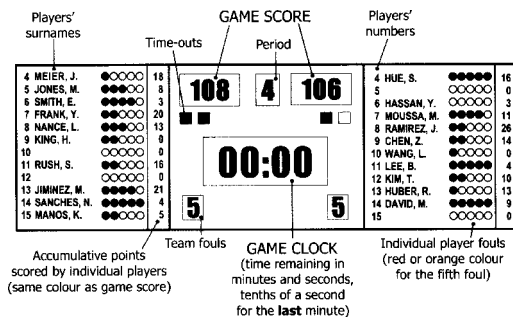 Players'
surnames
GAME SCORE
Players'
numbers
Time-outs
Period
4 MEIER, J. 18
5 JONES, M. 8
6 SMITH, E. 3
7 FRANK, Y. 20
8 NANCE, L. 13
9 KING, H. 0
10 0
11 RUSH, S. 16
12 0
13 JIMINEZ, M. 21
14 SANCHES, N. 4
15 MANOS, K. 5
108 4 106
00:00
5 5
4 HUE, S. 16
5 0
6 HASSAN, Y. 3
7 MOUSSA, M. 11
8 RAMIREZ, J. 26
9 CHEN, Z. 14
10 WANG, L. 0
11 LEE, B. 4
12 KIM, T. 10
13 HUBER, R. 13
14 DAVID, M. 9
15 0
Accumulative points
scored by individual players
(same colour as game score)
Team fouls
GAME CLOCK
(time remaining in
minutes and seconds,
tenths of a second
for the last minute)
Individual player fouls
(red or orange colour
for the fifth foul)